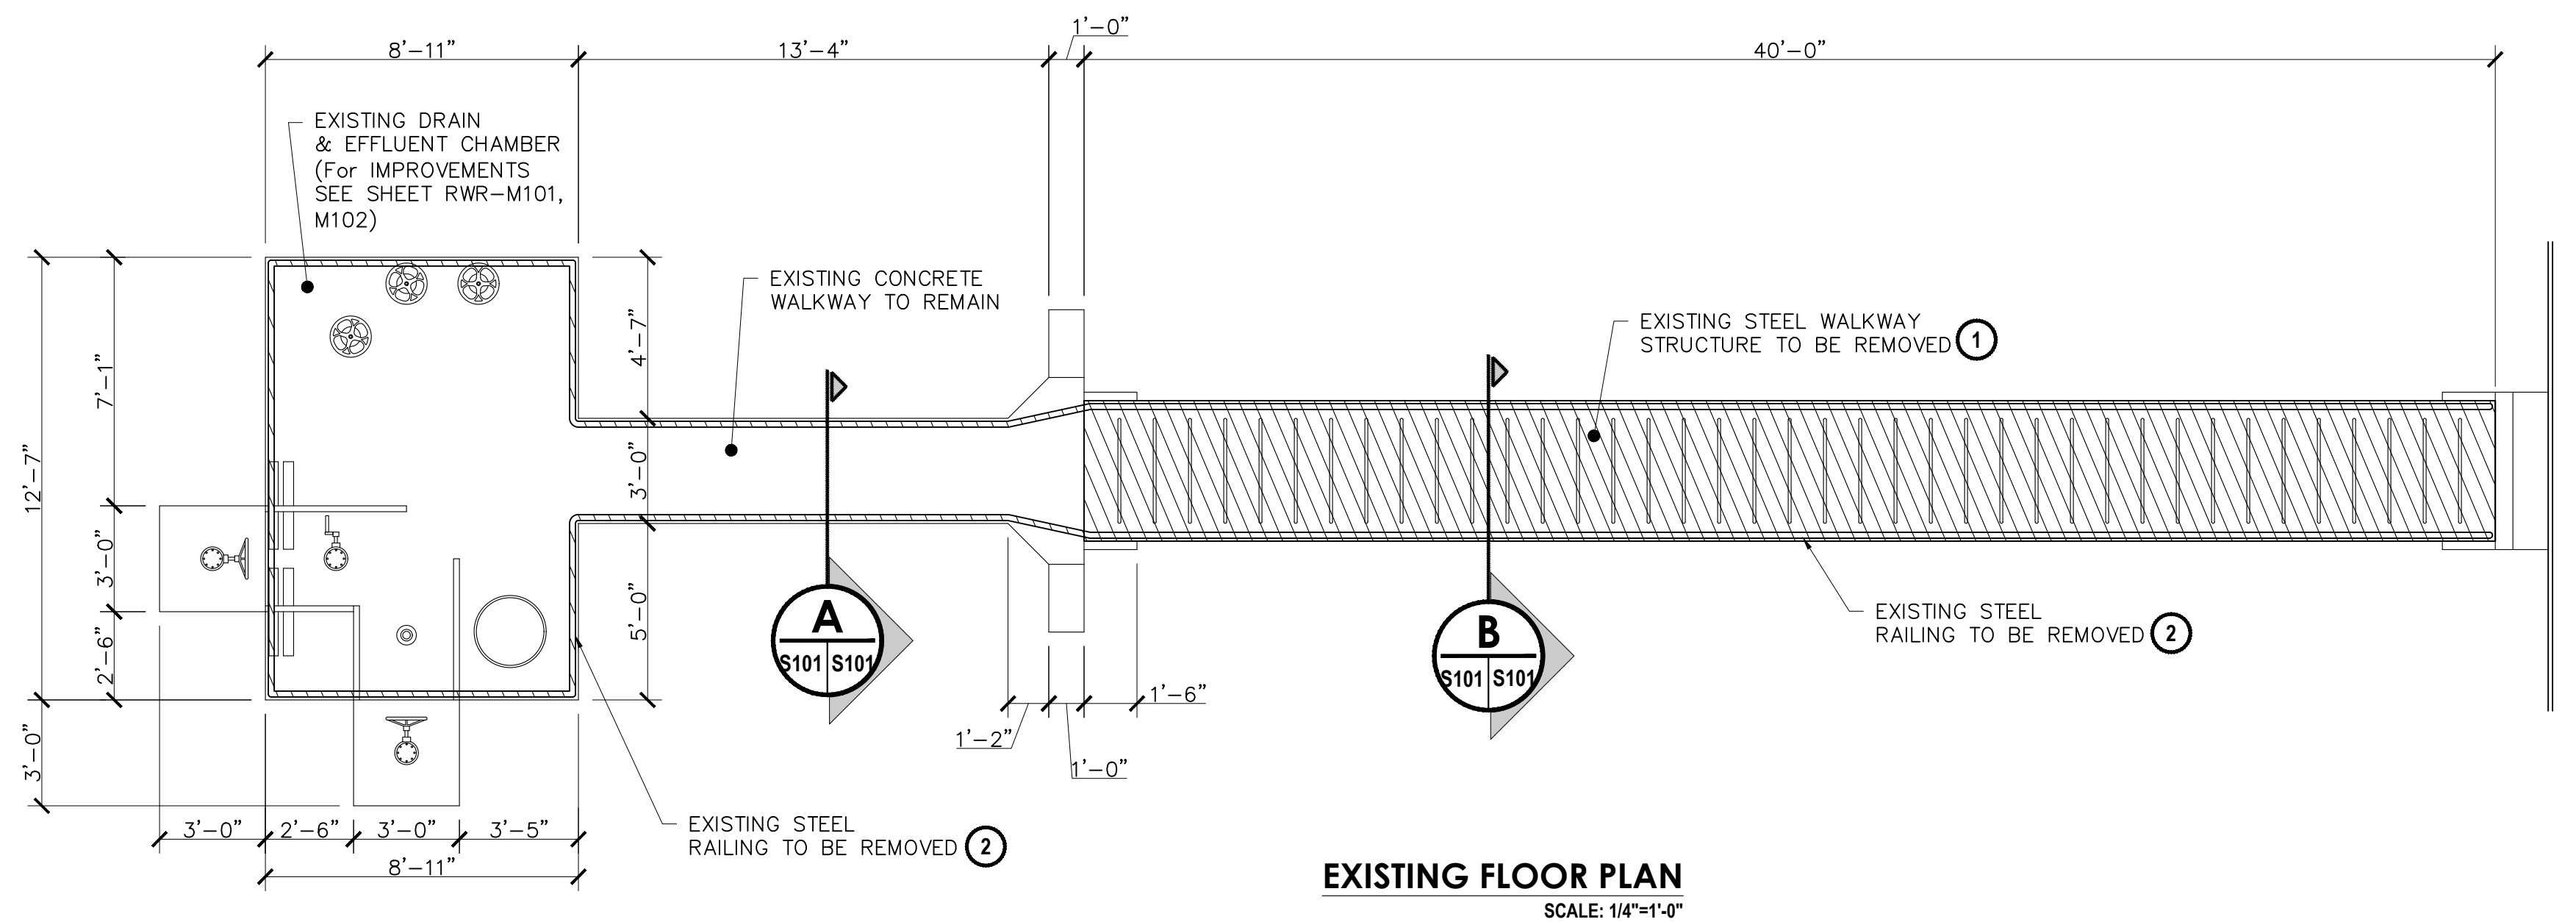 1'-0"
8'-11"
13'-4"
40'-0"
EXISTING DRAIN
& EFFLUENT CHAMBER
(For IMPROVEMENTS
SEE SHEET RWR-M101,
M102)
EXISTING CONCRETE
WALKWAY TO REMAIN
EXISTING STEEL WALKWAY
STRUCTURE TO BE REMOVED 1
12'-7"
7'-1"
3'-0"
2'-6"
3'-0"
4'-7"
3'-0"
5'-0"
A
S101 S101
B
S101 S101
EXISTING STEEL
RAILING TO BE REMOVED 2
1'-6"
1'-2"
1'-0"
3'-0"
2'-6"
3'-0"
3'-5"
8'-11"
EXISTING STEEL
RAILING TO BE REMOVED 2
EXISTING FLOOR PLAN
SCALE: 1/4"=1'-0"